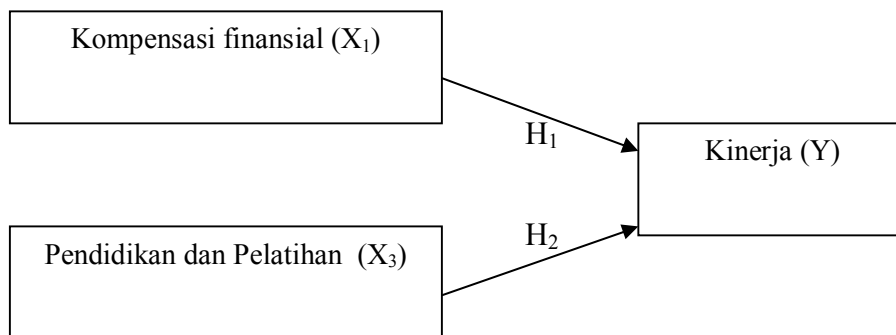 Kompensasi finansial (X₁)
H₁
Kinerja (Y)
H₂
Pendidikan dan Pelatihan (X₃)